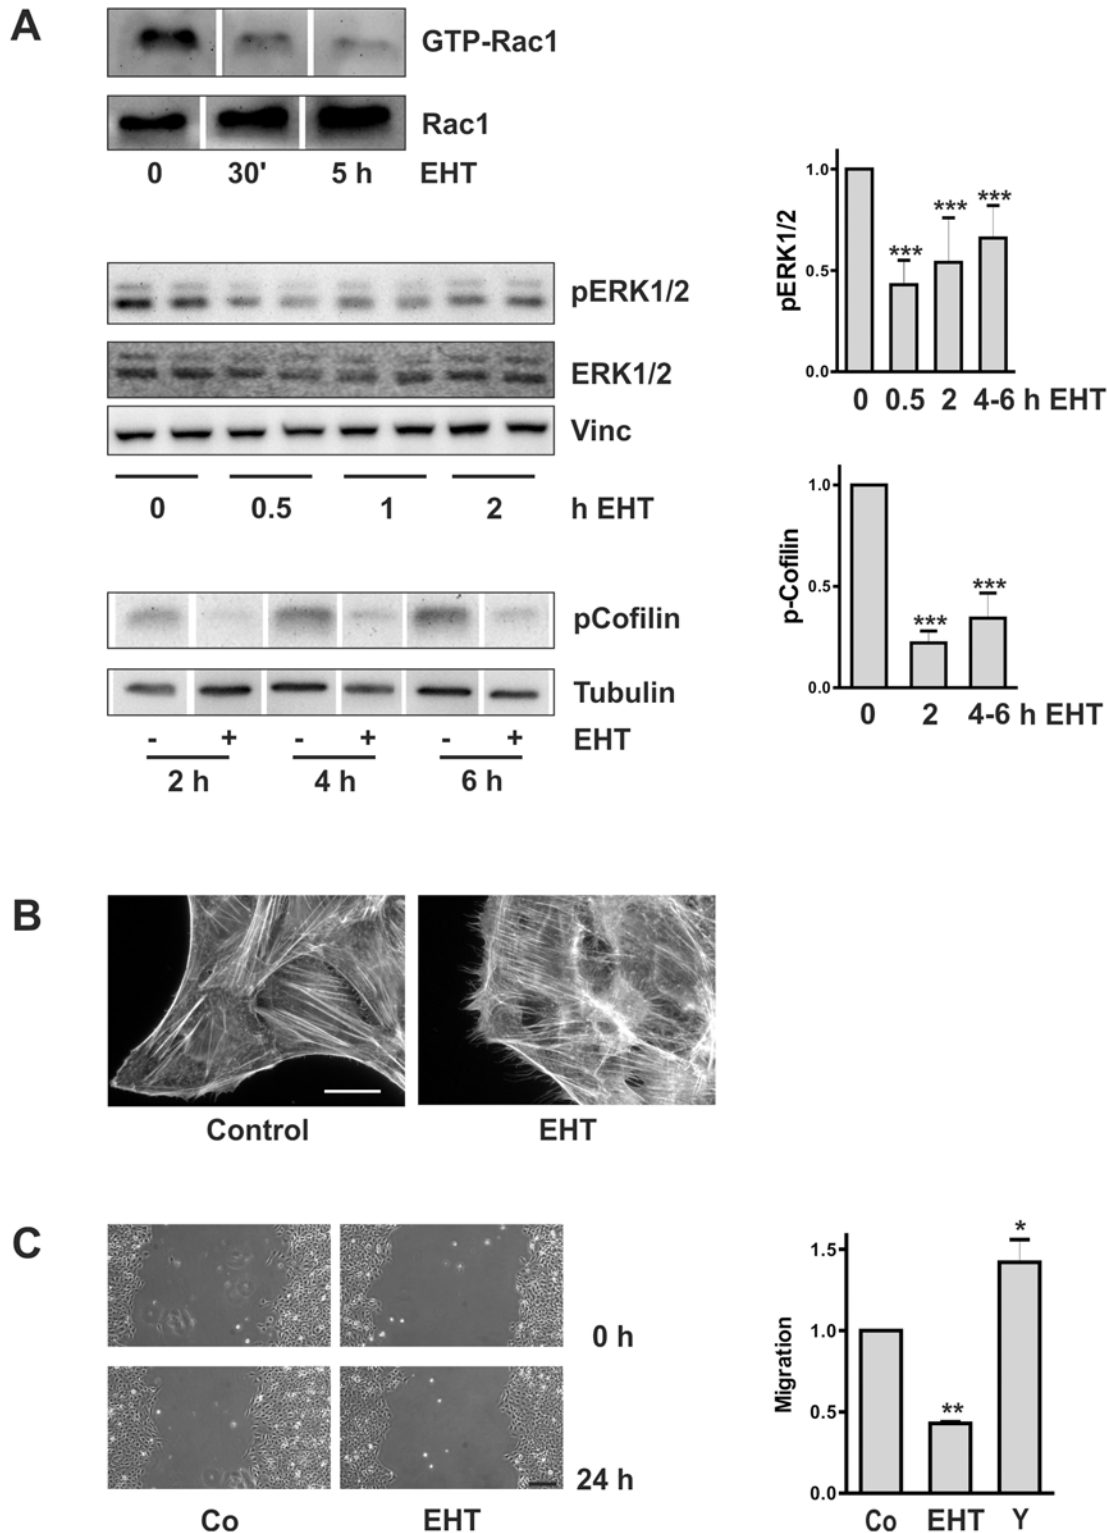 A
GTP-Rac1
Rac1
0 30' 5 h EHT
pERK1/2
ERK1/2
Vinc
0 0.5 1 2 h EHT
pCofilin
Tubulin
- + - + - + EHT
2 h 4 h 6 h
pERK1/2
1.0
0.5
0.0
*** *** ***
0 0.5 2 4-6 h EHT
p-Cofilin
1.0
0.5
0.0
*** ***
0 2 4-6 h EHT
B
Control EHT
C
0 h
24 h
Co EHT
Migration
1.5
1.0
0.5
0.0
** *
Co EHT Y